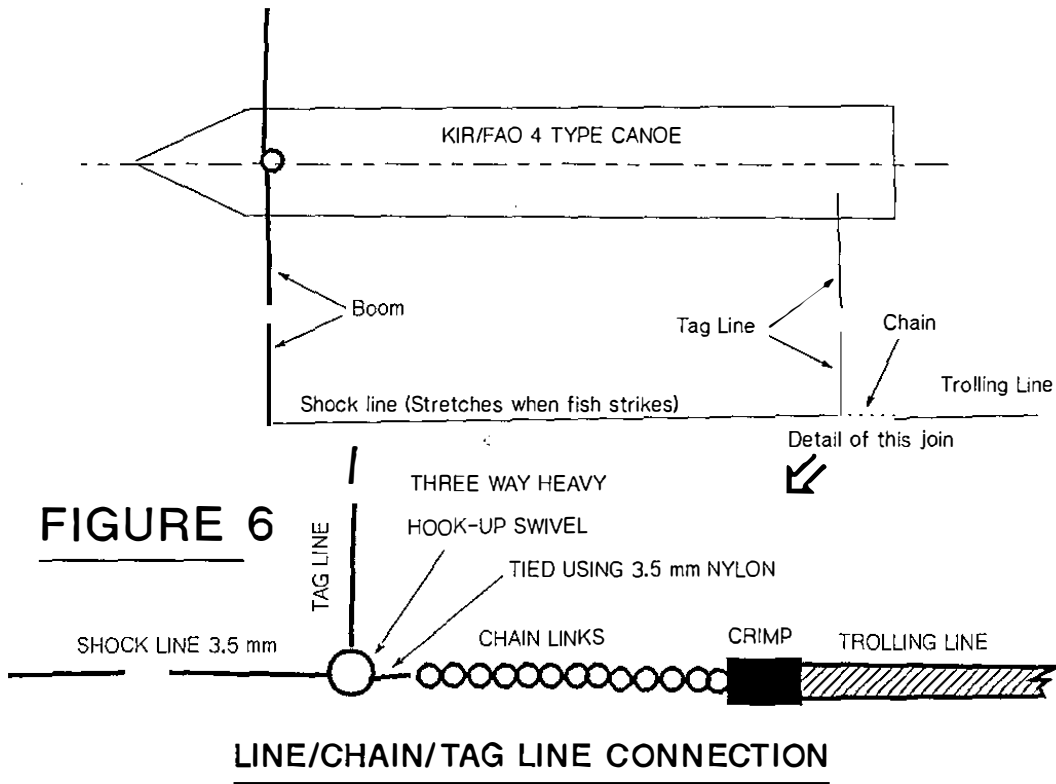 KIR/FAO 4 TYPE CANOE
Boom
Tag Line
Chain
Trolling Line
Shock line (Stretches when fish strikes)
Detail of this join
FIGURE 6
THREE WAY HEAVY
HOOK-UP SWIVEL
TAG LINE
TIED USING 3.5 mm NYLON
SHOCK LINE 3.5 mm
CHAIN LINKS
CRIMP
TROLLING LINE
LINE/CHAIN/TAG LINE CONNECTION